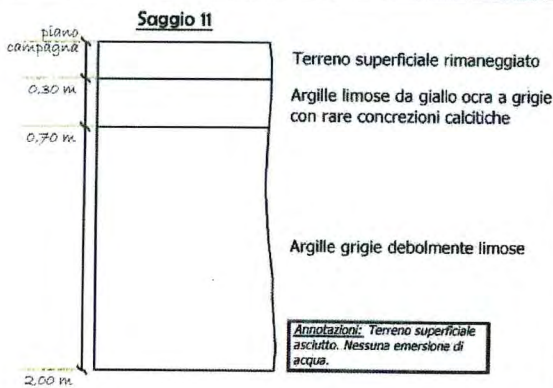 Saggio 11
piano
campagna
Terreno superficiale rimaneggiato
0,30 m
Argille limose da giallo ocra a grigie
con rare concrezioni calcitiche
0,70 m
Argille grigie debolmente limose
Annotazioni: Terreno superficiale
asciutto. Nessuna emersione di
acqua.
2,00 m